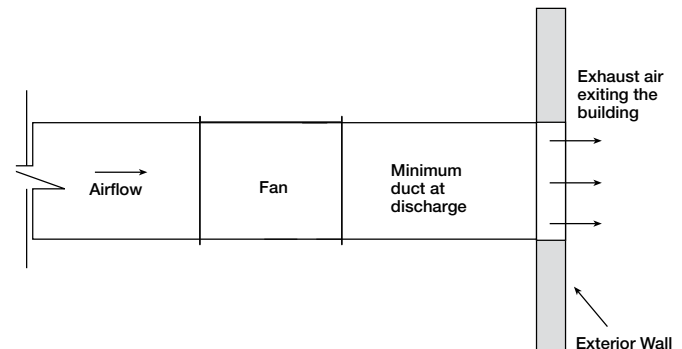 Exhaust air
exiting the
building
Airflow
Fan
Minimum
duct at
discharge
Exterior Wall